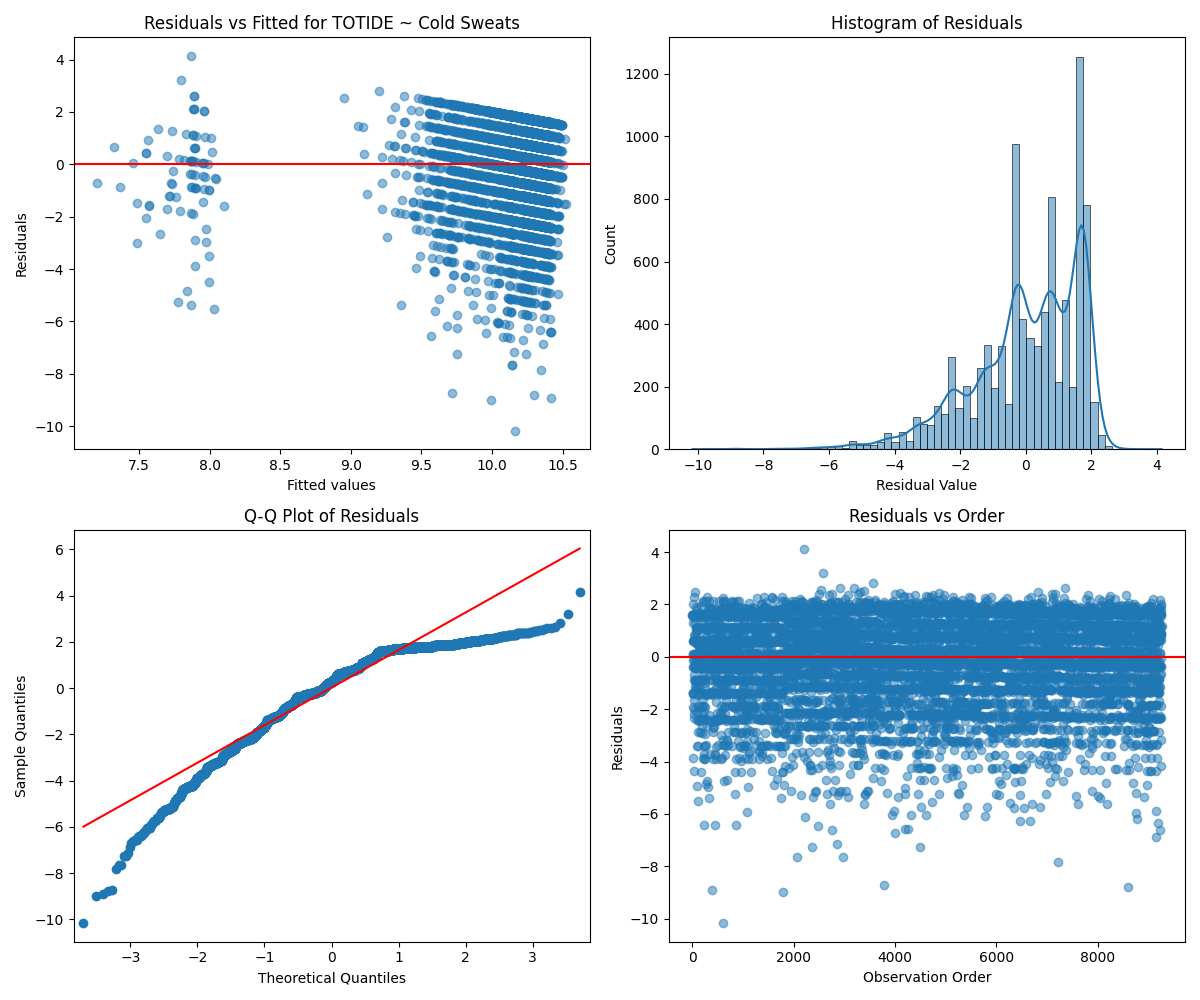 Residuals vs Fitted for TOTIDE ~ Cold Sweats
4
2
0
−2
−4
−6
−8
−10
Residuals
7.5 8.0 8.5 9.0 9.5 10.0 10.5
Fitted values
Histogram of Residuals
1200
1000
800
600
400
200
0
Count
−10 −8 −6 −4 −2 0 2 4
Residual Value
Q-Q Plot of Residuals
6
4
2
0
−2
−4
−6
−8
−10
Sample Quantiles
−3 −2 −1 0 1 2 3
Theoretical Quantiles
Residuals vs Order
4
2
0
−2
−4
−6
−8
−10
Residuals
0 2000 4000 6000 8000
Observation Order